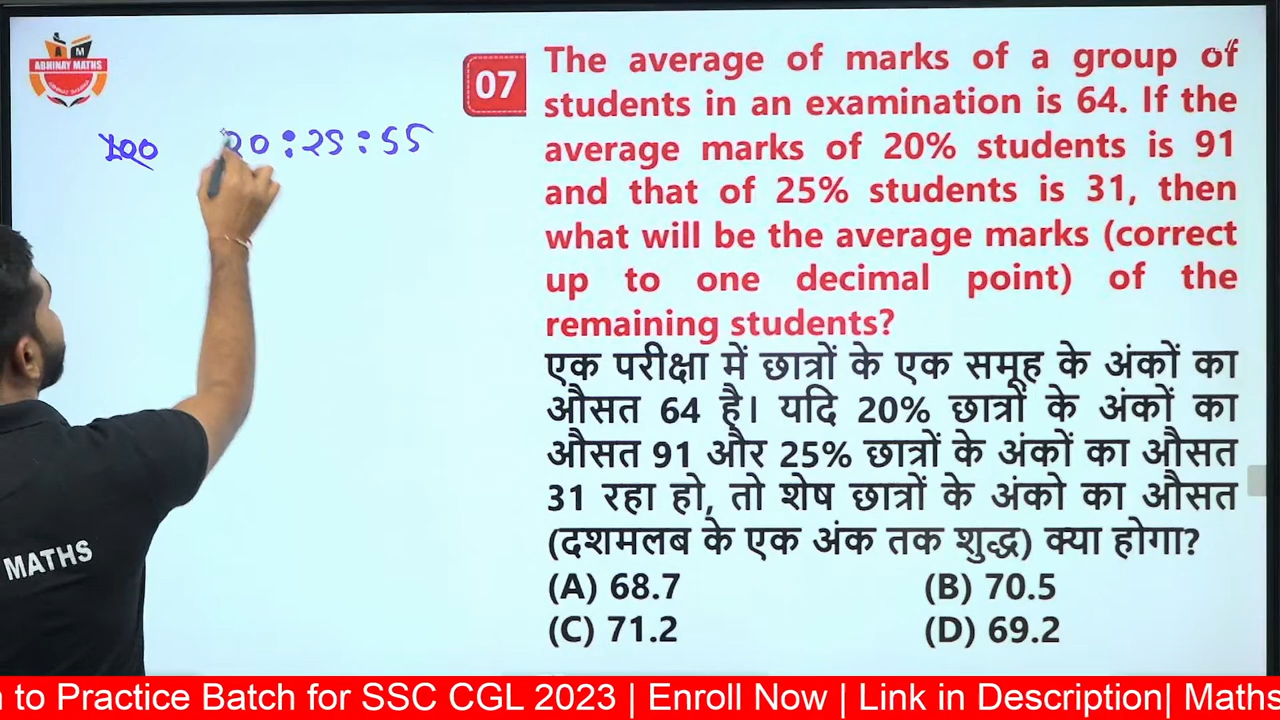 ABHINAY MATHS
100 20:25:55
07
The average of marks of a group of
students in an examination is 64. If the
average marks of 20% students is 91
and that of 25% students is 31, then
what will be the average marks (correct
up to one decimal point) of the
remaining students?
एक परीक्षा में छात्रों के एक समूह के अंकों का
औसत 64 है। यदि 20% छात्रों के अंकों का
औसत 91 और 25% छात्रों के अंकों का औसत
31 रहा हो, तो शेष छात्रों के अंको का औसत
(दशमलब के एक अंक तक शुद्ध) क्या होगा?
(A) 68.7 (B) 70.5
(C) 71.2 (D) 69.2
MATHS
to Practice Batch for SSC CGL 2023 | Enroll Now | Link in Description| Maths